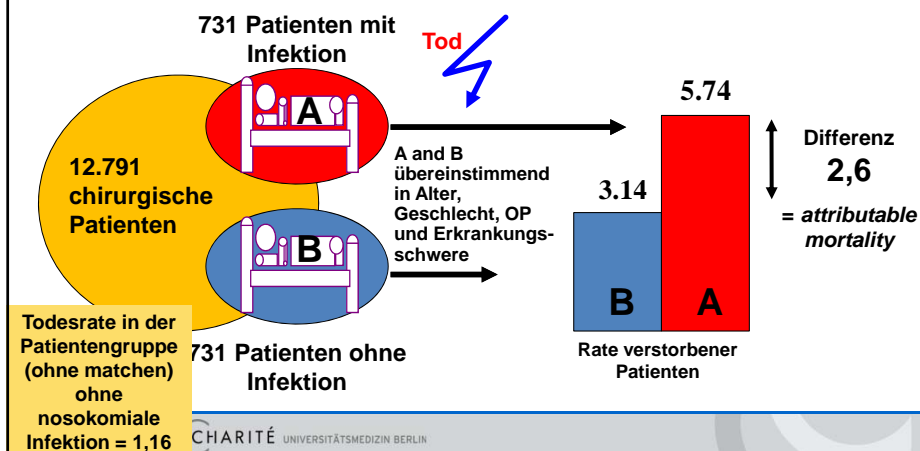 731 Patienten mit
Infektion
Tod
A
12.791
chirurgische
Patienten
A and B
übereinstimmend
in Alter,
Geschlecht, OP
und Erkrankungs-
schwere
B
731 Patienten ohne
Infektion
5.74
3.14
B
A
Rate verstorbener
Patienten
Differenz
2,6
= attributable
mortality
Todesrate in der
Patientengruppe
(ohne matchen)
ohne
nosokomiale
Infektion = 1,16
CHARITÉ UNIVERSITÄTSMEDIZIN BERLIN